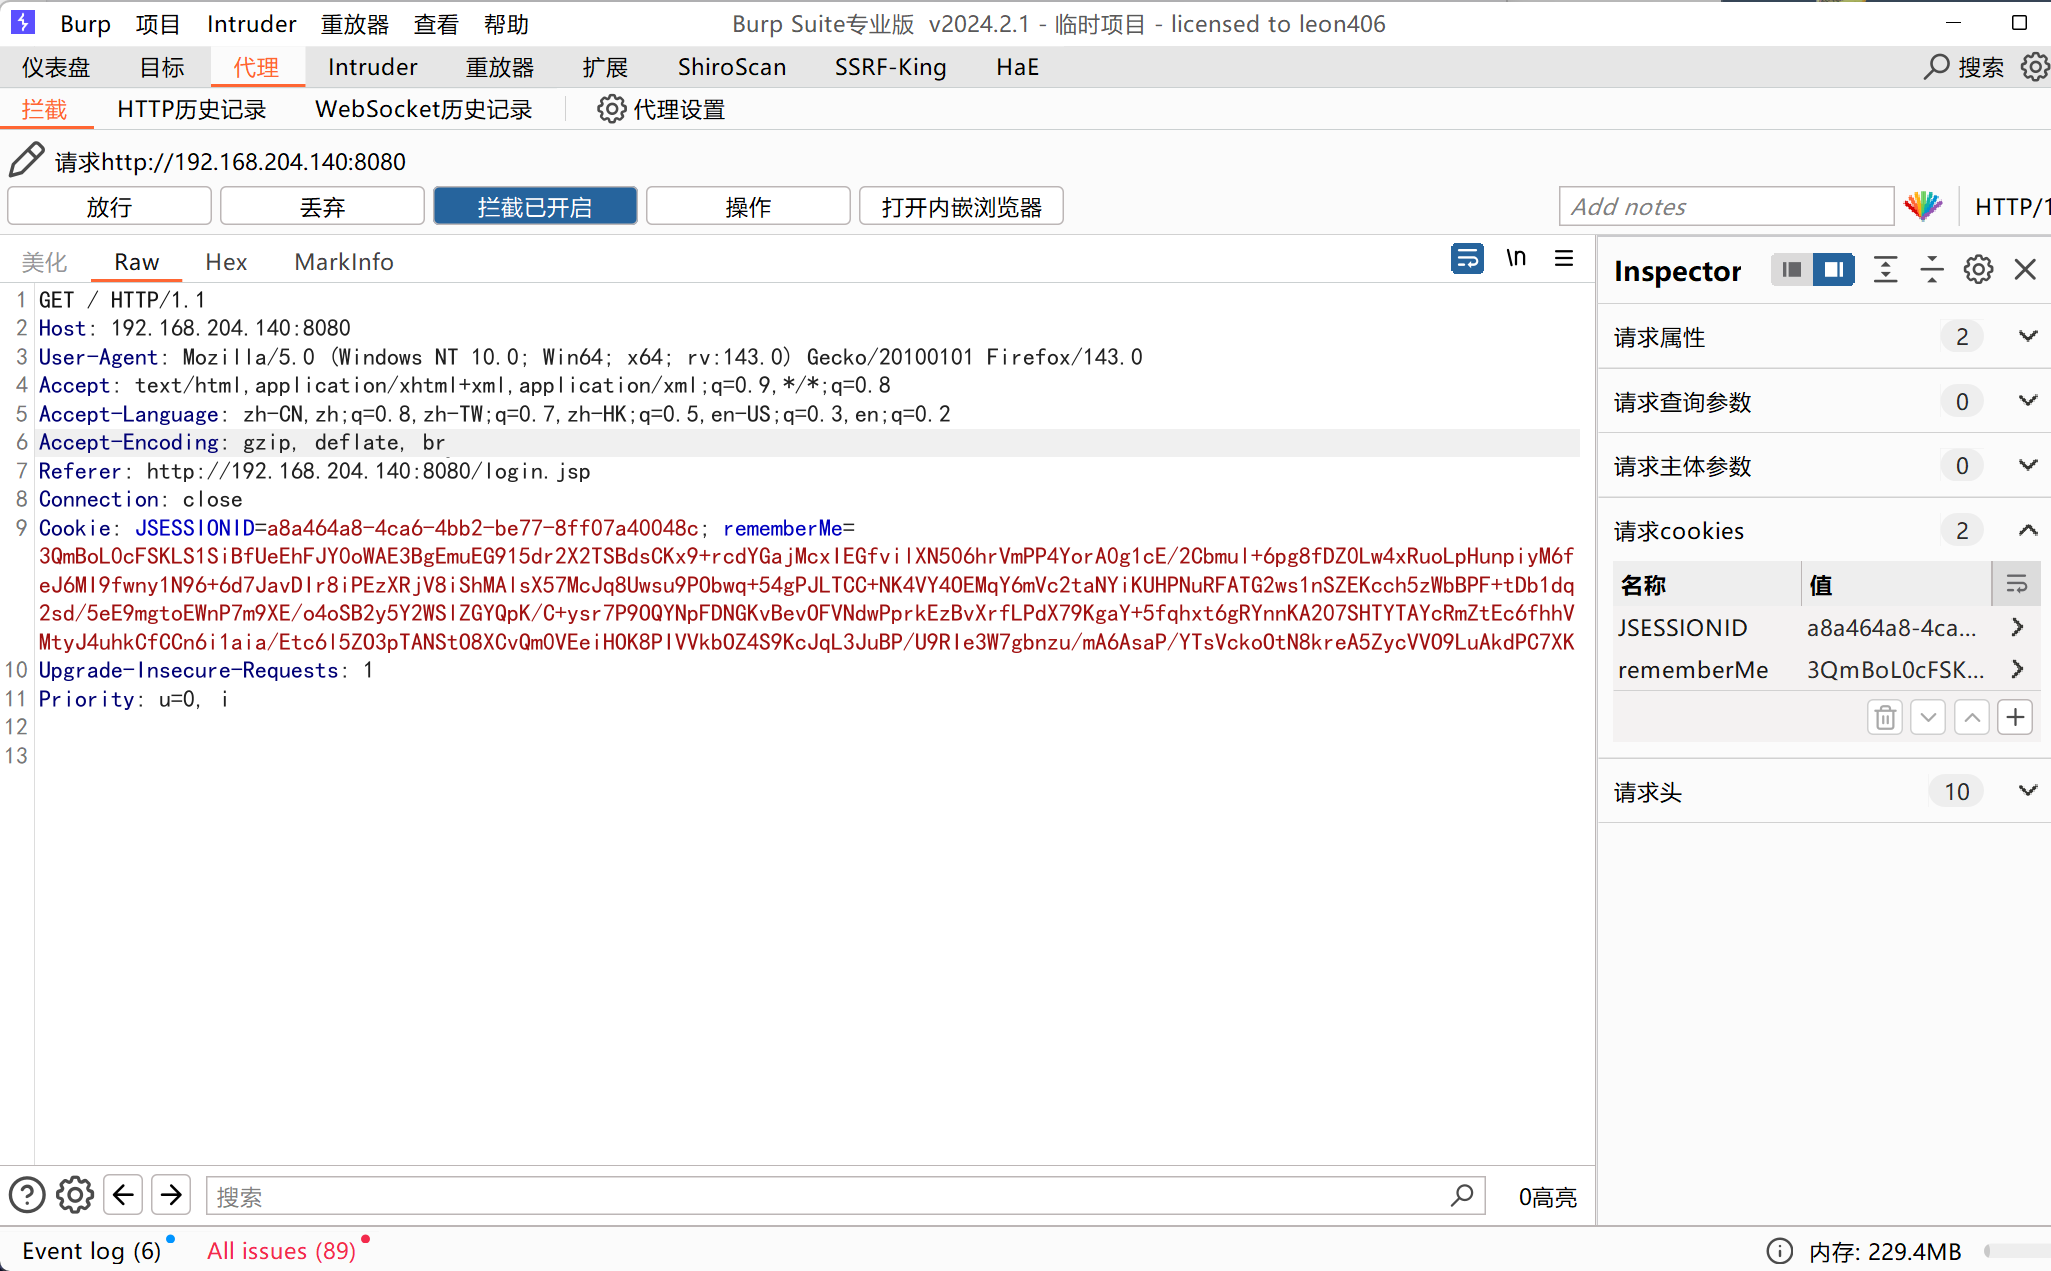 Burp 项目 Intruder 重放器 查看 帮助 Burp Suite专业版 v2024.2.1 - 临时项目 - licensed to leon406
仪表盘 目标 代理 Intruder 重放器 扩展 ShiroScan SSRF-King HaE 搜索
拦截 HTTP历史记录 WebSocket历史记录 代理设置
请求http://192.168.204.140:8080
放行 丢弃 拦截已开启 操作 打开内嵌浏览器 Add notes HTTP/1
美化 Raw Hex MarkInfo \n
1 GET / HTTP/1.1
2 Host: 192.168.204.140:8080
3 User-Agent: Mozilla/5.0 (Windows NT 10.0; Win64; x64; rv:143.0) Gecko/20100101 Firefox/143.0
4 Accept: text/html,application/xhtml+xml,application/xml;q=0.9,*/*;q=0.8
5 Accept-Language: zh-CN,zh;q=0.8,zh-TW;q=0.7,zh-HK;q=0.5,en-US;q=0.3,en;q=0.2
6 Accept-Encoding: gzip, deflate, br
7 Referer: http://192.168.204.140:8080/login.jsp
8 Connection: close
9 Cookie: JSESSIONID=a8a464a8-4ca6-4bb2-be77-8ff07a40048c; rememberMe=
3QmBoL0cFSKLS1SiBfUeEhFJY0oWAE3BgEmuEG915dr2X2TSBdsCKx9+rcdYGajMcxIEGfvilXN506hrVmPP4YorA0g1cE/2Cbmul+6pg8fDZ0Lw4xRuoLpHunpiyM6f
eJ6Ml9fwny1N96+6d7JavDlr8iPEzXRjV8iShMAlsX57McJq8Uwsu9PObwq+54gPJLTCC+NK4VY4OEMqY6mVc2taNYiKUHPNuRFATG2ws1nSZEKcch5zWbBPF+tDb1dq
2sd/5eE9mgtoEWnP7m9XE/o4oSB2y5Y2WSlZGYQpK/C+ysr7P9OQYNpFDNGKvBevOFVNdwPprkEzBvXrfLPdX79KgaY+5fqhxt6gRYnnKA2O7SHTYTAYcRmZtEc6fhhV
MtyJ4uhkCfCCn6i1aia/Etc6l5ZO3pTANStO8XCvQmOVEeiHOK8PlVVkbOZ4S9KcJqL3JuBP/U9Rle3W7gbnzu/mA6AsaP/YTsVckoOtN8kreA5ZycVVO9LuAkdPC7XK
10 Upgrade-Insecure-Requests: 1
11 Priority: u=0, i
12
13
Inspector
请求属性 2
请求查询参数 0
请求主体参数 0
请求cookies 2
名称 值
JSESSIONID a8a464a8-4ca...
rememberMe 3QmBoL0cFSK...
请求头 10
搜索 0高亮
Event log (6) All issues (89) 内存: 229.4MB